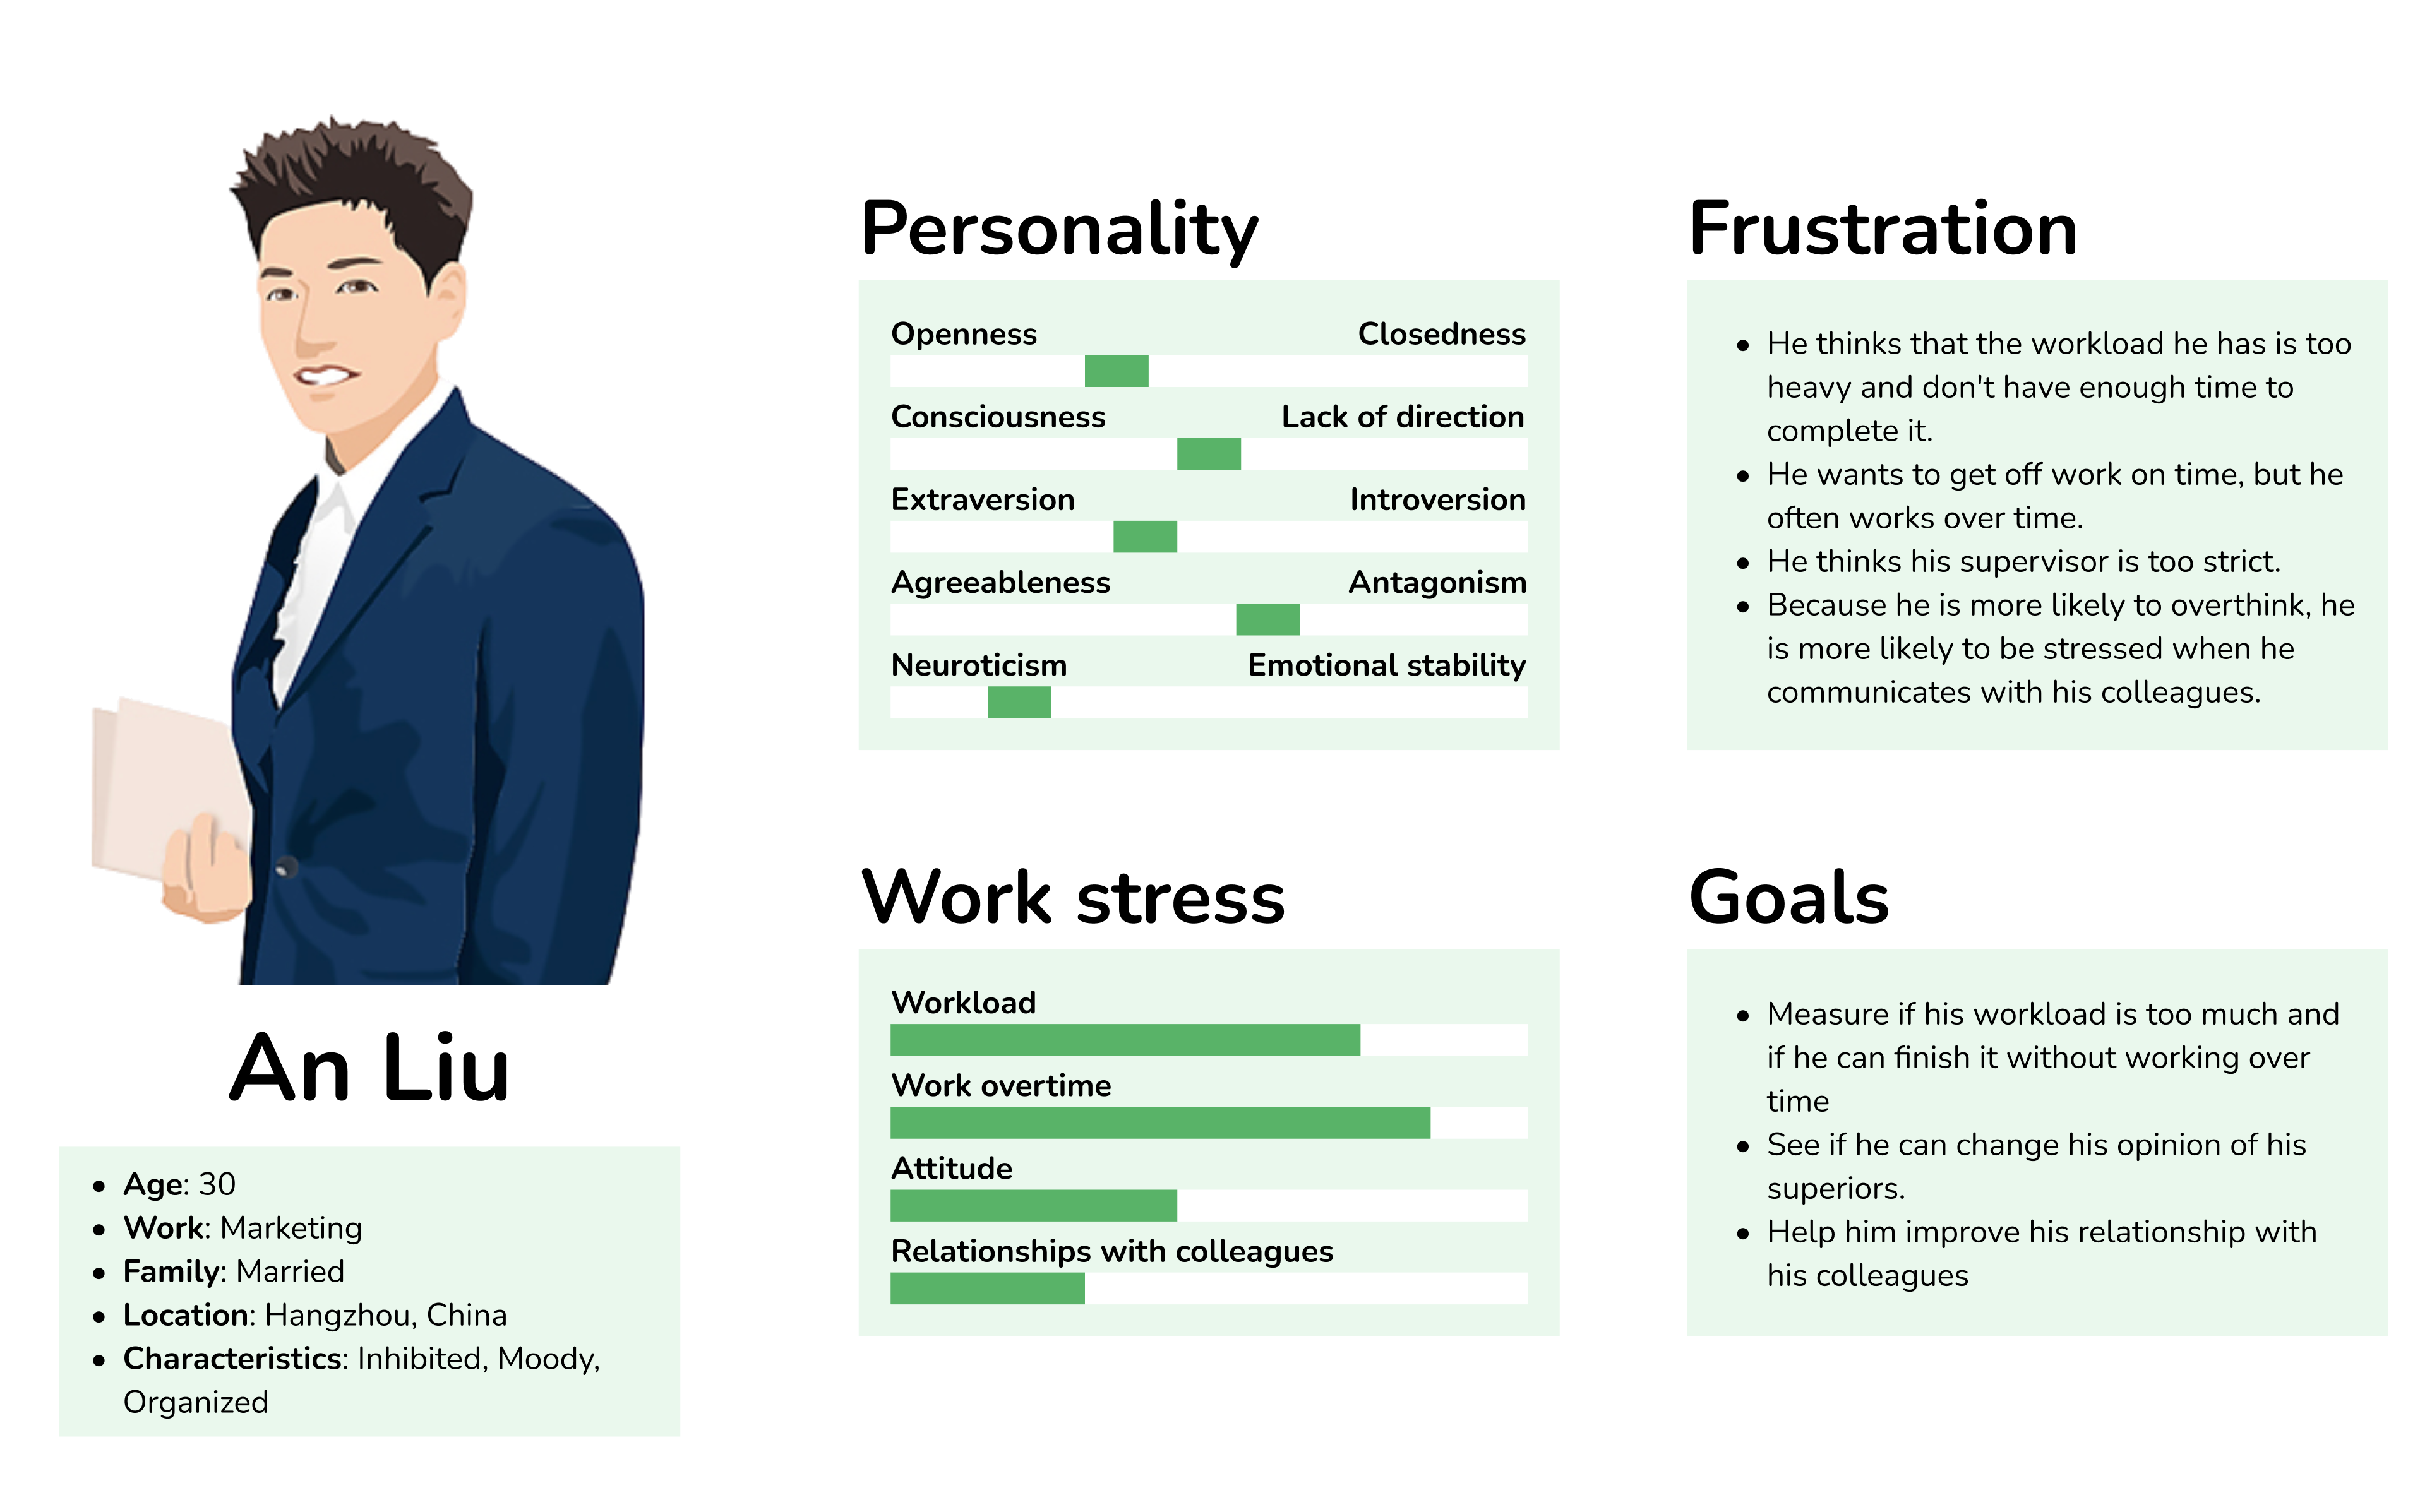 An Liu
• Age: 30
• Work: Marketing
• Family: Married
• Location: Hangzhou, China
• Characteristics: Inhibited, Moody,
Organized
Personality
Openness Closedness
Consciousness Lack of direction
Extraversion Introversion
Agreeableness Antagonism
Neuroticism Emotional stability
Work stress
Workload
Work overtime
Attitude
Relationships with colleagues
Frustration
• He thinks that the workload he has is too
heavy and don't have enough time to
complete it.
• He wants to get off work on time, but he
often works over time.
• He thinks his supervisor is too strict.
• Because he is more likely to overthink, he
is more likely to be stressed when he
communicates with his colleagues.
Goals
• Measure if his workload is too much and
if he can finish it without working over
time
• See if he can change his opinion of his
superiors.
• Help him improve his relationship with
his colleagues